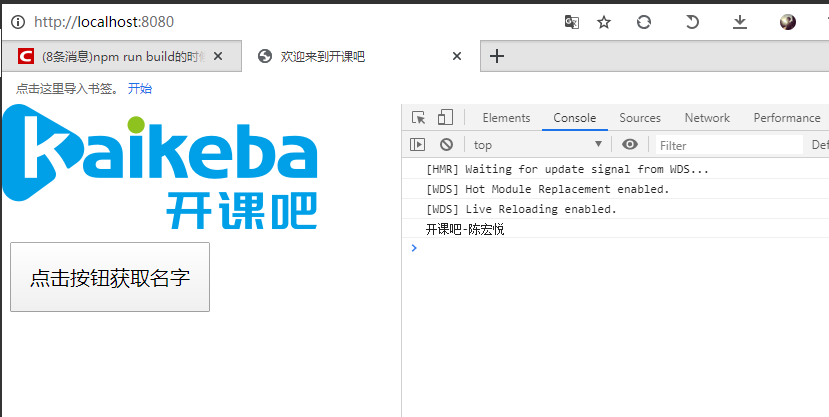 http://localhost:8080
(8条消息)npm run build的时
欢迎来到开课吧
点击这里导入书签。 开始
kaikeba
开课吧
点击按钮获取名字
Elements Console Sources Network Performance
top Filter Def
[HMR] Waiting for update signal from WDS...
[WDS] Hot Module Replacement enabled.
[WDS] Live Reloading enabled.
开课吧-陈宏悦